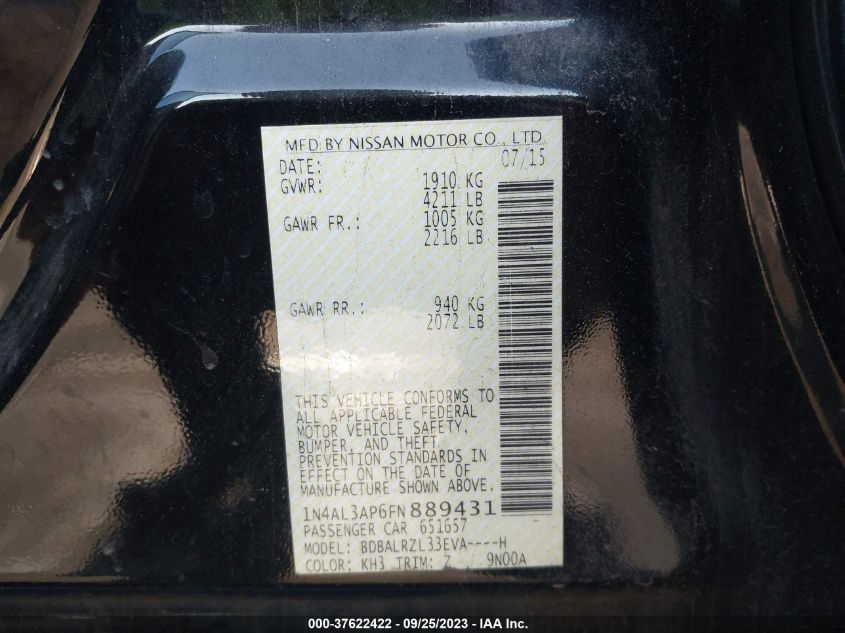 MFD BY NISSAN MOTOR CO., LTD.
DATE: 07/15
GVWR: 1910 KG
4211 LB
GAWR FR.: 1005 KG
2216 LB
GAWR RR.: 940 KG
2072 LB
THIS VEHICLE CONFORMS TO
ALL APPLICABLE FEDERAL
MOTOR VEHICLE SAFETY,
BUMPER, AND THEFT
PREVENTION STANDARDS IN
EFFECT ON THE DATE OF
MANUFACTURE SHOWN ABOVE.
1N4AL3AP6FN889431
PASSENGER CAR 651657
MODEL: BDBALRZL33EVA----H
COLOR: KH3 TRIM: Z 9N00A
000-37622422 - 09/25/2023 - IAA Inc.